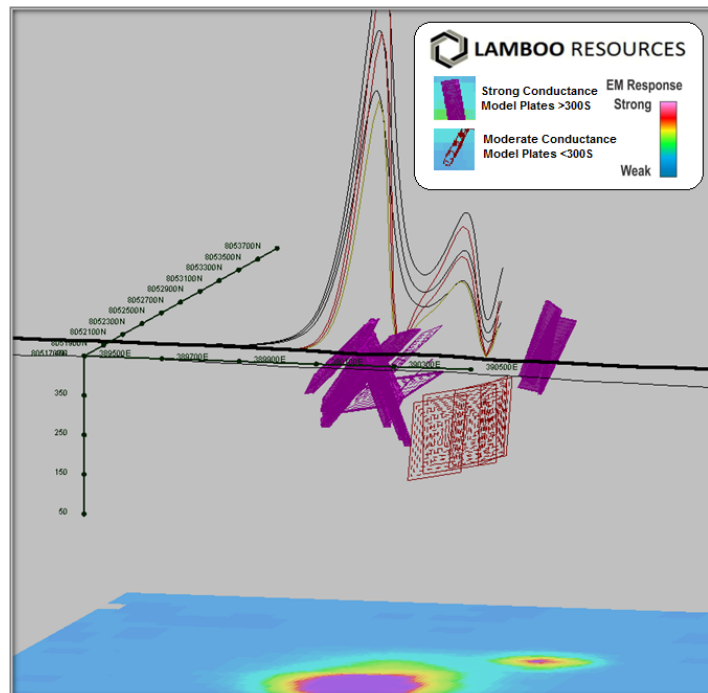 LAMBOO RESOURCES
Strong Conductance
Model Plates >300S
EM Response
Strong
Moderate Conductance
Model Plates <300S
Weak
8053700N
8053500N
8053300N
8053100N
8052900N
8052700N
8052500N
8052300N
8052100N
389500E
389700E
389900E
390300E
390500E
350
250
150
50